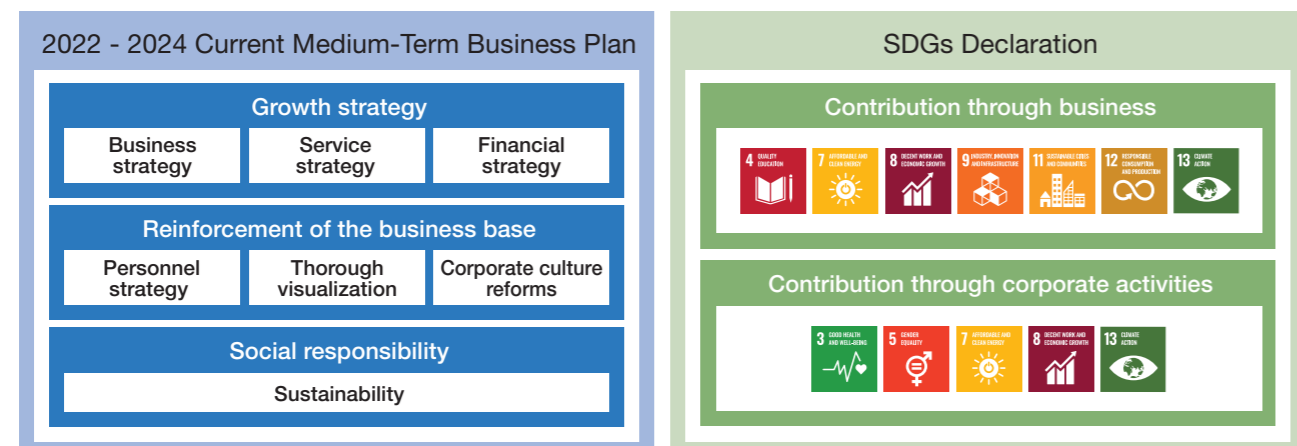 2022 - 2024 Current Medium-Term Business Plan
Growth strategy
Business
strategy
Service
strategy
Financial
strategy
Reinforcement of the business base
Personnel
strategy
Thorough
visualization
Corporate culture
reforms
Social responsibility
Sustainability
SDGs Declaration
Contribution through business
4 QUALITY
EDUCATION
7 AFFORDABLE AND
CLEAN ENERGY
8 DECENT WORK AND
ECONOMIC GROWTH
9 INDUSTRY, INNOVATION
AND INFRASTRUCTURE
11 SUSTAINABLE CITIES
AND COMMUNITIES
12 RESPONSIBLE
CONSUMPTION
AND PRODUCTION
13 CLIMATE
ACTION
Contribution through corporate activities
3 GOOD HEALTH
AND WELL-BEING
5 GENDER
EQUALITY
7 AFFORDABLE AND
CLEAN ENERGY
8 DECENT WORK AND
ECONOMIC GROWTH
13 CLIMATE
ACTION